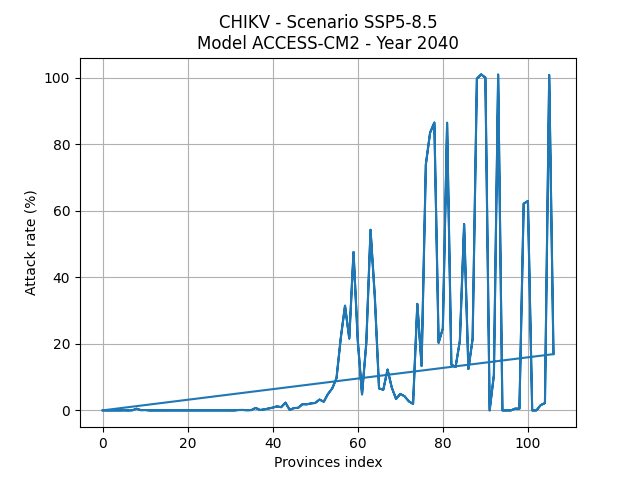 CHIKV - Scenario SSP5-8.5
Model ACCESS-CM2 - Year 2040
Attack rate (%)
100
80
60
40
20
0
0 20 40 60 80 100
Provinces index